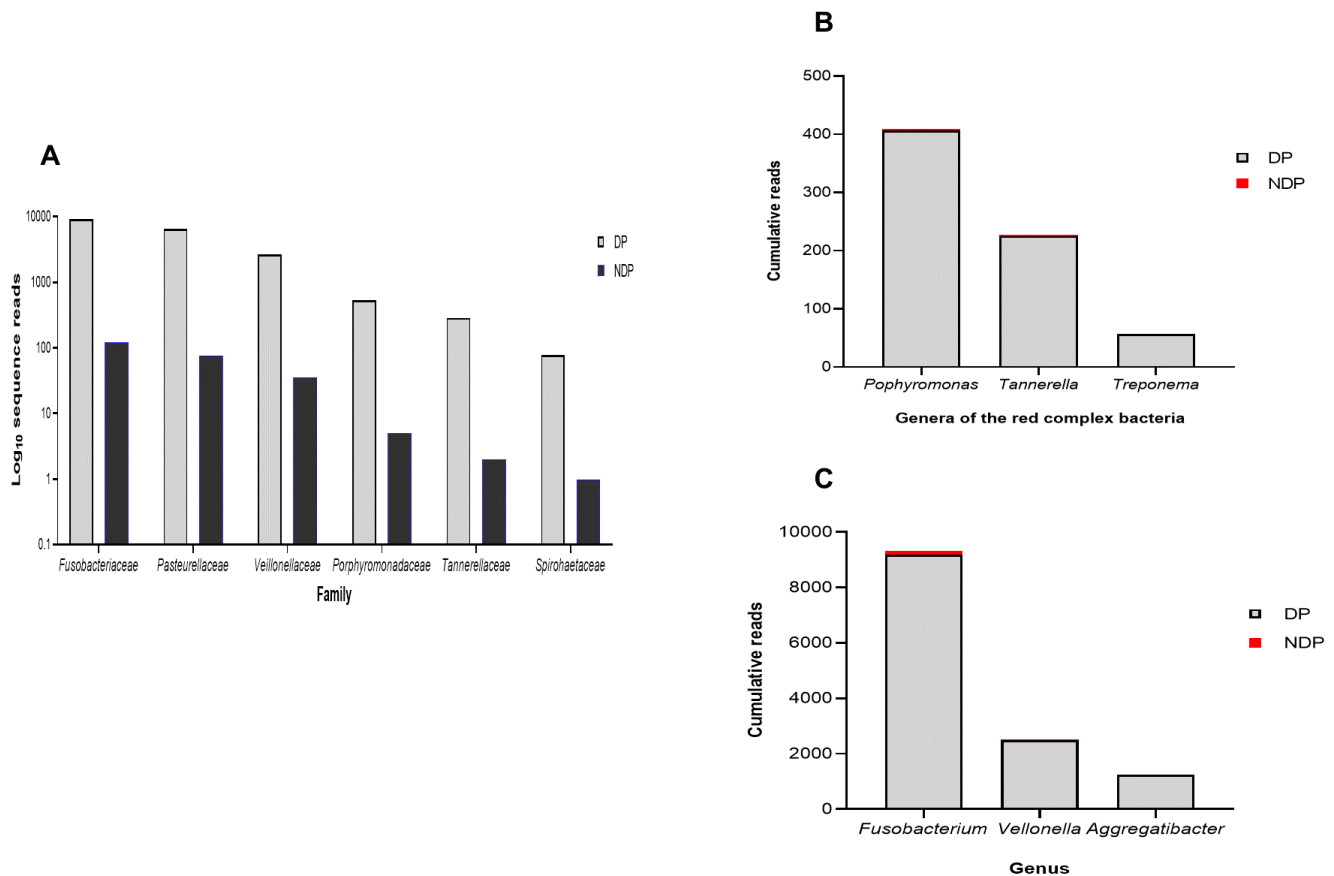 A
10000
1000
100
10
1
0.1
Log₁₀ sequence reads
Fusobacteriaceae Pasteurellaceae Veillonellaceae Porphyromonadaceae Tannerellaceae Spirohaetaceae
Family
DP
NDP
B
500
400
300
200
100
0
Cumulative reads
Pophyromonas Tannerella Treponema
Genera of the red complex bacteria
DP
NDP
C
10000
8000
6000
4000
2000
0
Cumulative reads
Fusobacterium Vellonella Aggregatibacter
Genus
DP
NDP